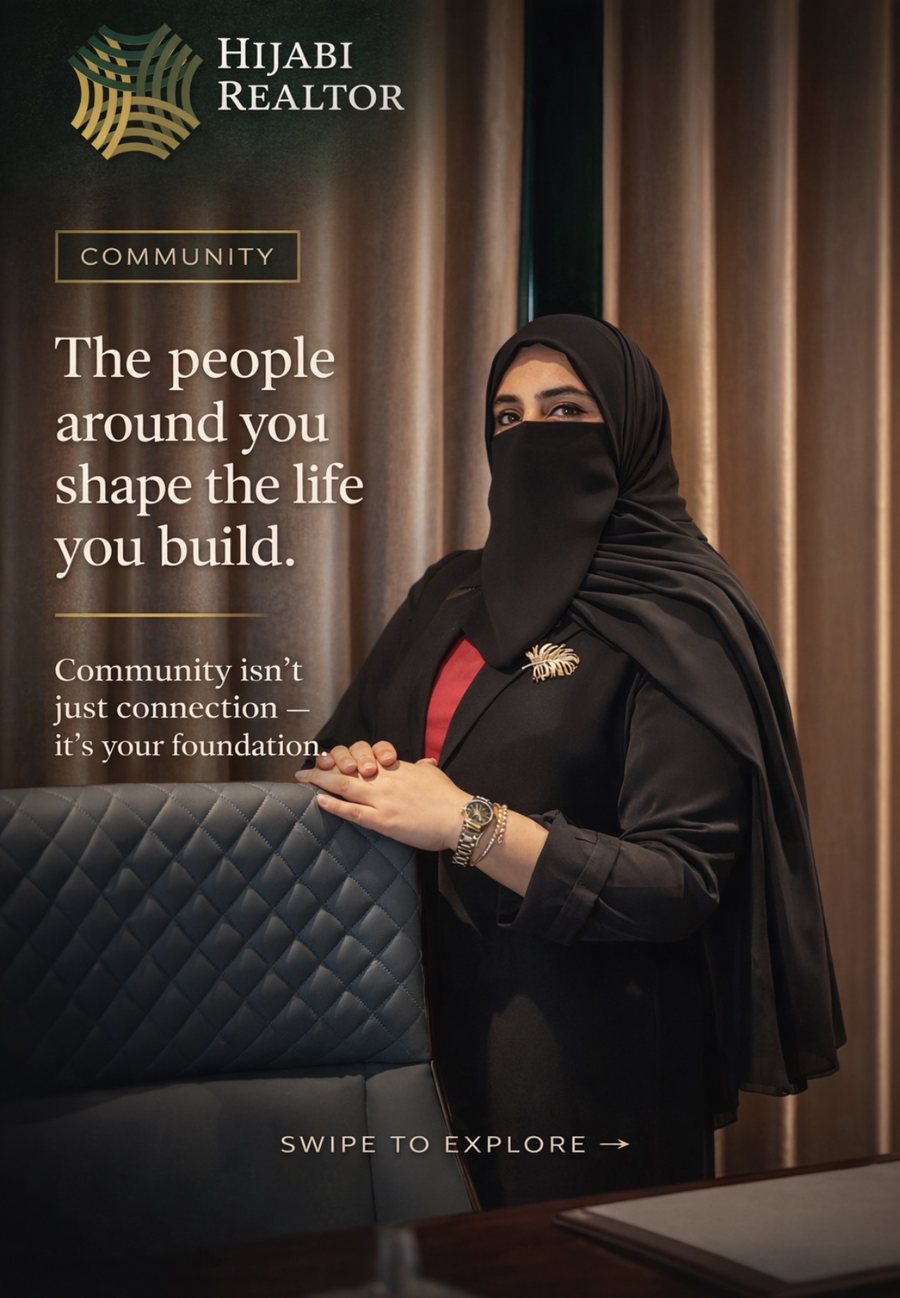 HIJABI
REALTOR
COMMUNITY
The people
around you
shape the life
you build.
Community isn’t
just connection —
it’s your foundation.
SWIPE TO EXPLORE →